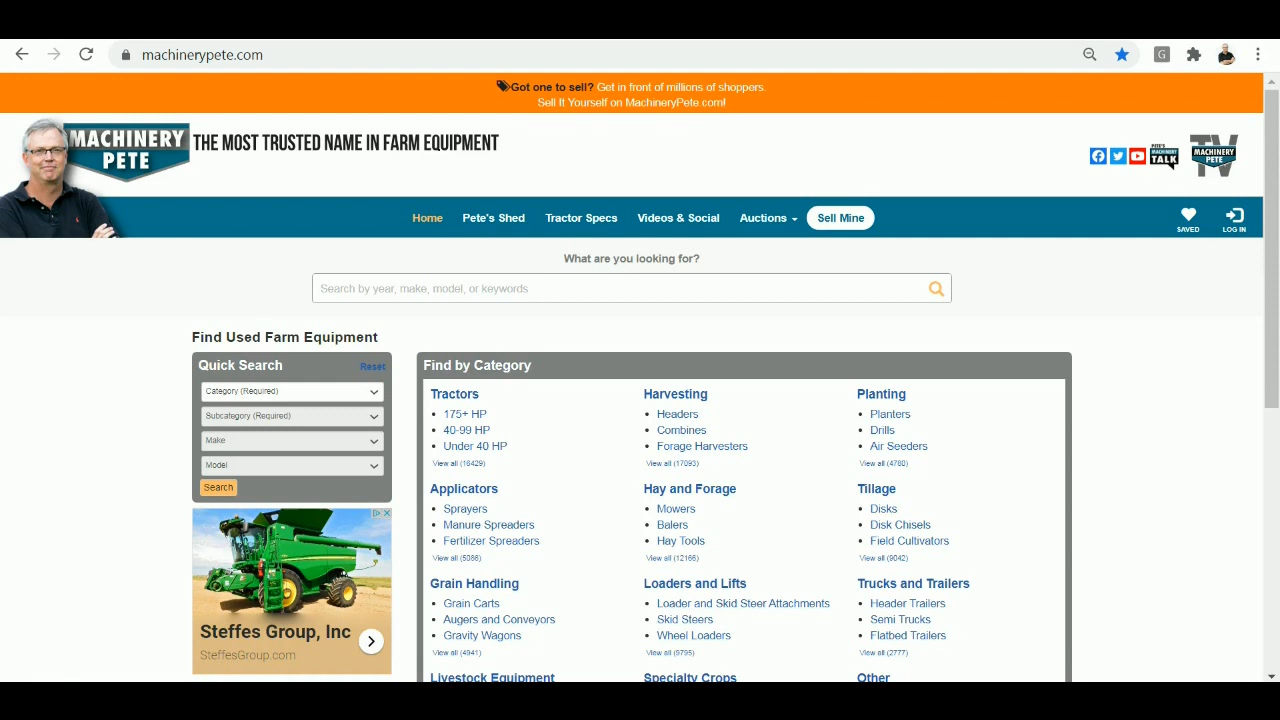 machinerypete.com
Got one to sell? Get in front of millions of shoppers.
Sell It Yourself on MachineryPete.com!
MACHINERY
PETE
THE MOST TRUSTED NAME IN FARM EQUIPMENT
PETE'S
MACHINERY
TALK
TV
MACHINERY
PETE
Home Pete's Shed Tractor Specs Videos & Social Auctions Sell Mine
SAVED LOG IN
What are you looking for?
Search by year, make, model, or keywords
Find Used Farm Equipment
Quick Search Reset
Category (Required)
Subcategory (Required)
Make
Model
Search
Steffes Group, Inc
SteffesGroup.com
Find by Category
Tractors
175+ HP
40-99 HP
Under 40 HP
View all (16429)
Harvesting
Headers
Combines
Forage Harvesters
View all (17093)
Planting
Planters
Drills
Air Seeders
View all (4760)
Applicators
Sprayers
Manure Spreaders
Fertilizer Spreaders
View all (5086)
Hay and Forage
Mowers
Balers
Hay Tools
View all (12166)
Tillage
Disks
Disk Chisels
Field Cultivators
View all (9042)
Grain Handling
Grain Carts
Augers and Conveyors
Gravity Wagons
View all (4941)
Loaders and Lifts
Loader and Skid Steer Attachments
Skid Steers
Wheel Loaders
View all (9795)
Trucks and Trailers
Header Trailers
Semi Trucks
Flatbed Trailers
View all (2777)
Livestock Equipment
Specialty Crops
Other